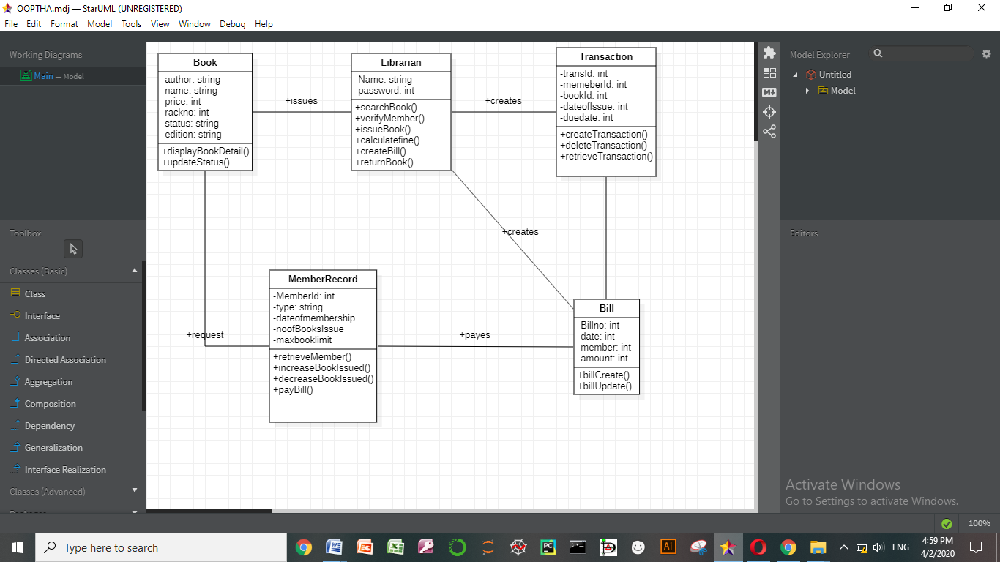 OOPTHA.mdj — StarUML (UNREGISTERED)
File Edit Format Model Tools View Window Debug Help
Working Diagrams
Main — Model
Toolbox
Classes (Basic)
Class
Interface
Association
Directed Association
Aggregation
Composition
Dependency
Generalization
Interface Realization
Classes (Advanced)
Book
-author: string
-name: string
-price: int
-rackno: int
-status: string
-edition: string
+displayBookDetail()
+updateStatus()
+issues
Librarian
-Name: string
-password: int
+searchBook()
+verifyMember()
+issueBook()
+calculatefine()
+createBill()
+returnBook()
+creates
Transaction
-transId: int
-memeberId: int
-bookId: int
-dateofIssue: int
-duedate: int
+createTransaction()
+deleteTransaction()
+retrieveTransaction()
+creates
+request
MemberRecord
-MemberId: int
-type: string
-dateofmembership
-noofBooksIssue
-maxbooklimit
+retrieveMember()
+increaseBookIssued()
+decreaseBookIssued()
+payBill()
+payes
Bill
-Billno: int
-date: int
-member: int
-amount: int
+billCreate()
+billUpdate()
Model Explorer
Untitled
Model
Editors
Activate Windows
Go to Settings to activate Windows.
100%
Type here to search
ENG
4:59 PM
4/2/2020